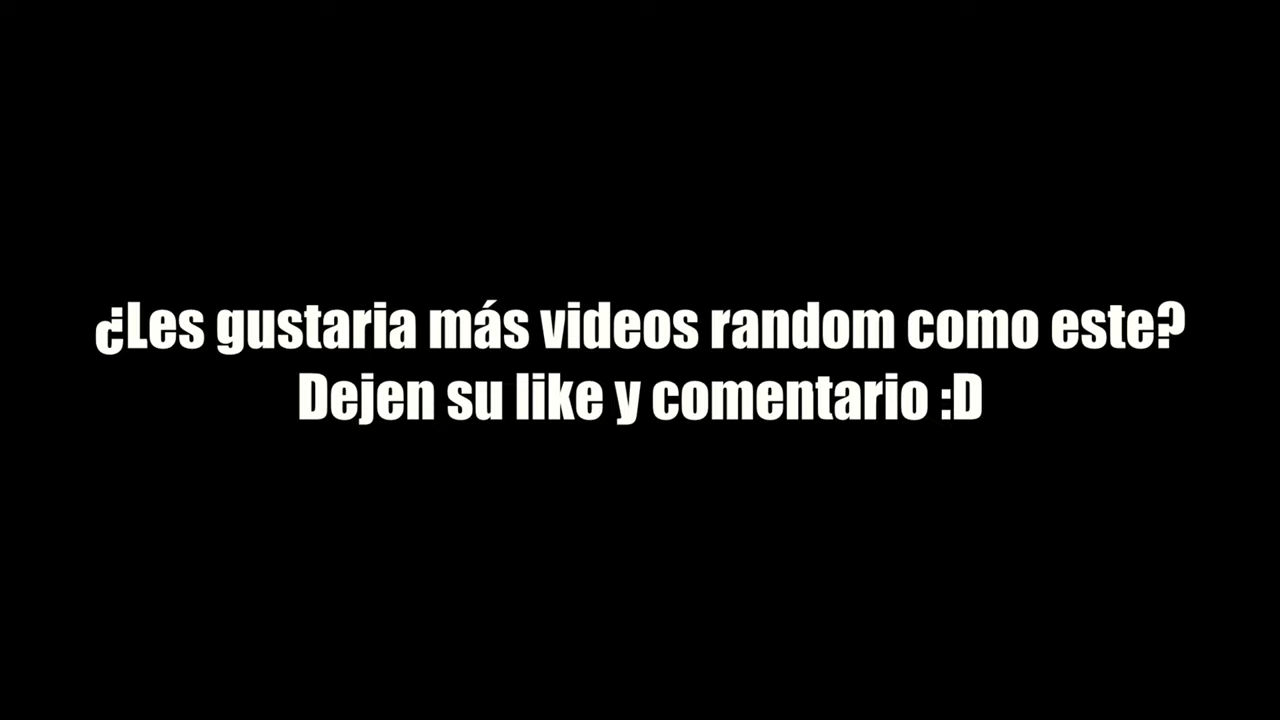 ¿Les gustaria más videos random como este?
Dejen su like y comentario :D